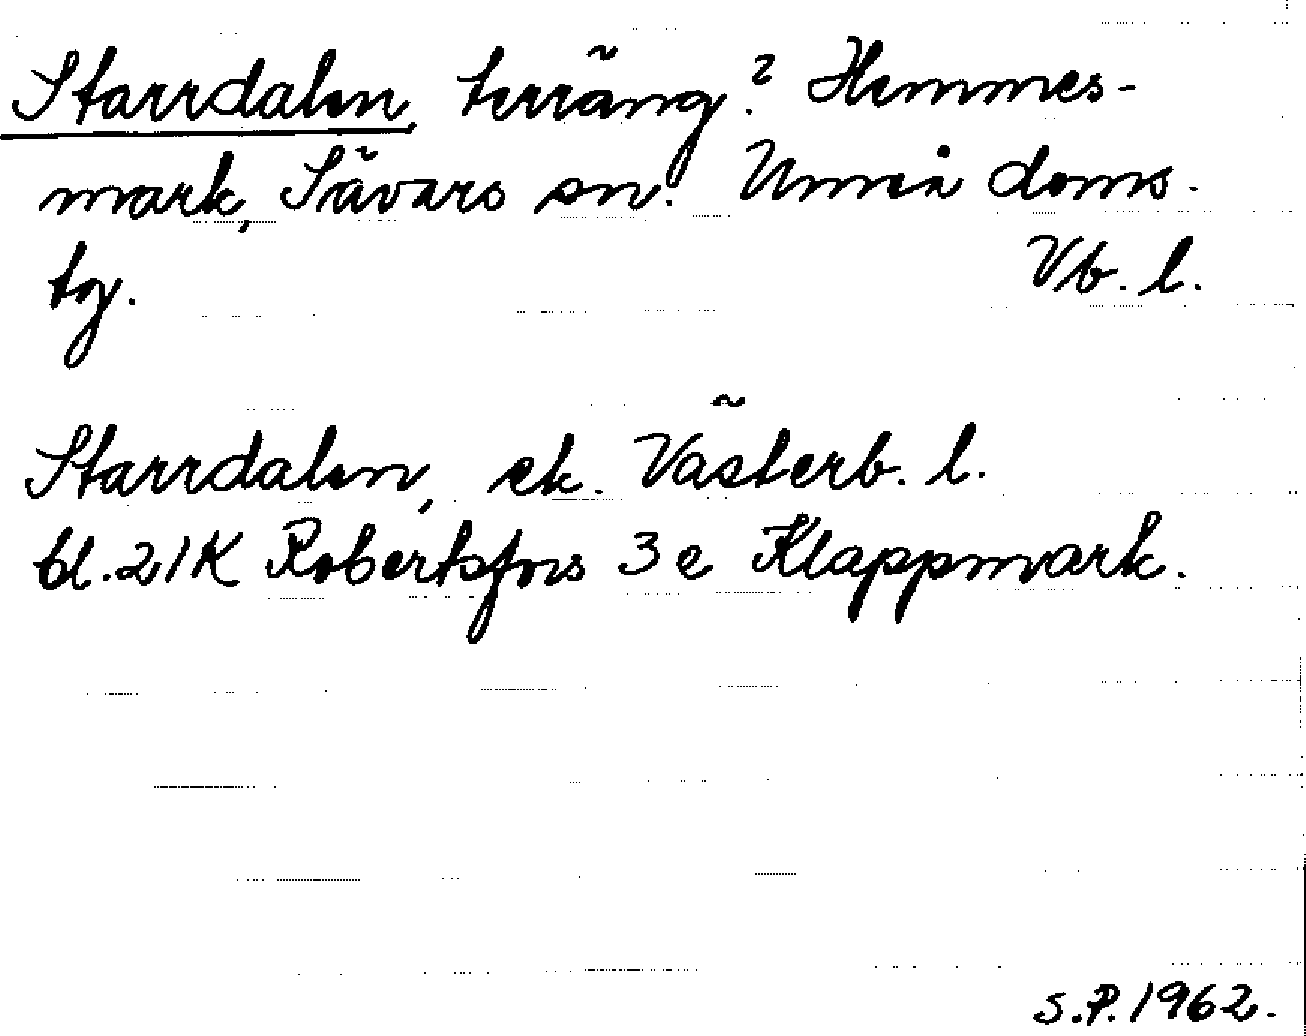 Starrdalen, terräng? Hemmes-
mark, Sävars sn. Umeå doms-
tg.
Vb. l.
Starrdalen, ek. Västerb. l.
bl. 21K Robertsfors 3 e Klappmark.
S.P. 1962.